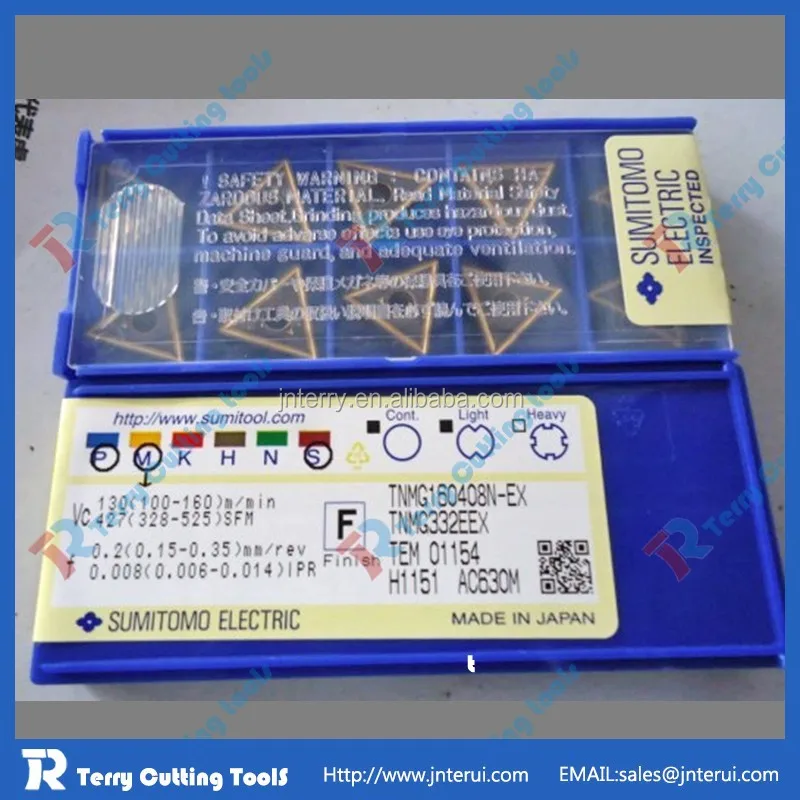 ! SAFETY WARNING : CONTAINS HA
ZAROOUS MATERIAL. Read Material Safety
Data Sheet.Grinding produces hazardour dust.
To avoid adverse effects use eye protection,
machine guard, and adequate ventilation.
SUMITOMO
ELECTRIC
INSPECTED
jnterry.en.alibaba.com
http://www.sumitool.com
P M K H N S
Cont. Light Heavy
Vc 130(100-160)m/min
427(328-525)SFM
f 0.2(0.15-0.35)mm/rev
0.008(0.006-0.014)IPR
F
Finish
TNMG160408N-EX
TNMG332EEX
TEM 01154
H1151 AC630M
SUMITOMO ELECTRIC
MADE IN JAPAN
TR Terry Cutting Tools
Http://www.jnterui.com
EMAIL:sales@jnterui.com